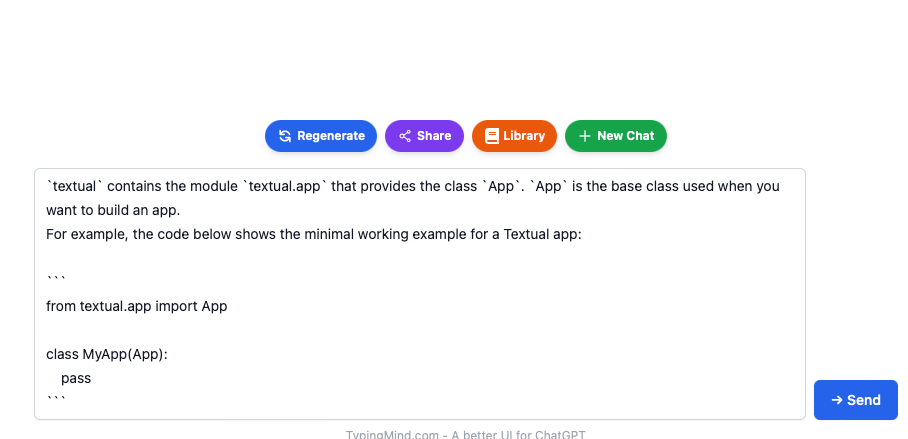 Regenerate Share Library New Chat
`textual` contains the module `textual.app` that provides the class `App`. `App` is the base class used when you
want to build an app.
For example, the code below shows the minimal working example for a Textual app:
```
from textual.app import App
class MyApp(App):
    pass
```
→ Send
TypingMind.com - A better UI for ChatGPT